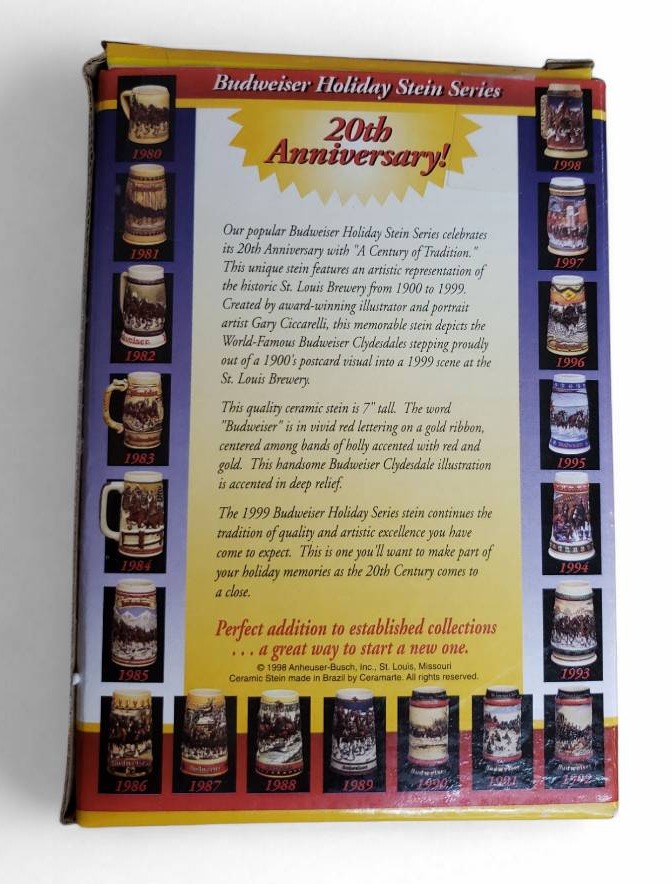 Budweiser Holiday Stein Series
20th
Anniversary!
Our popular Budweiser Holiday Stein Series celebrates
its 20th Anniversary with "A Century of Tradition."
This unique stein features an artistic representation of
the historic St. Louis Brewery from 1900 to 1999.
Created by award-winning illustrator and portrait
artist Gary Ciccarelli, this memorable stein depicts the
World-Famous Budweiser Clydesdales stepping proudly
out of a 1900's postcard visual into a 1999 scene at the
St. Louis Brewery.
This quality ceramic stein is 7" tall. The word
"Budweiser" is in vivid red lettering on a gold ribbon,
centered among bands of holly accented with red and
gold. This handsome Budweiser Clydesdale illustration
is accented in deep relief.
The 1999 Budweiser Holiday Series stein continues the
tradition of quality and artistic excellence you have
come to expect. This is one you'll want to make part of
your holiday memories as the 20th Century comes to
a close.
Perfect addition to established collections
. . . a great way to start a new one.
© 1998 Anheuser-Busch, Inc., St. Louis, Missouri
Ceramic Stein made in Brazil by Ceramarte. All rights reserved.
1980
1981
1982
1983
1984
1985
1986
1987
1988
1989
1990
1991
1992
1993
1994
1995
1996
1997
1998